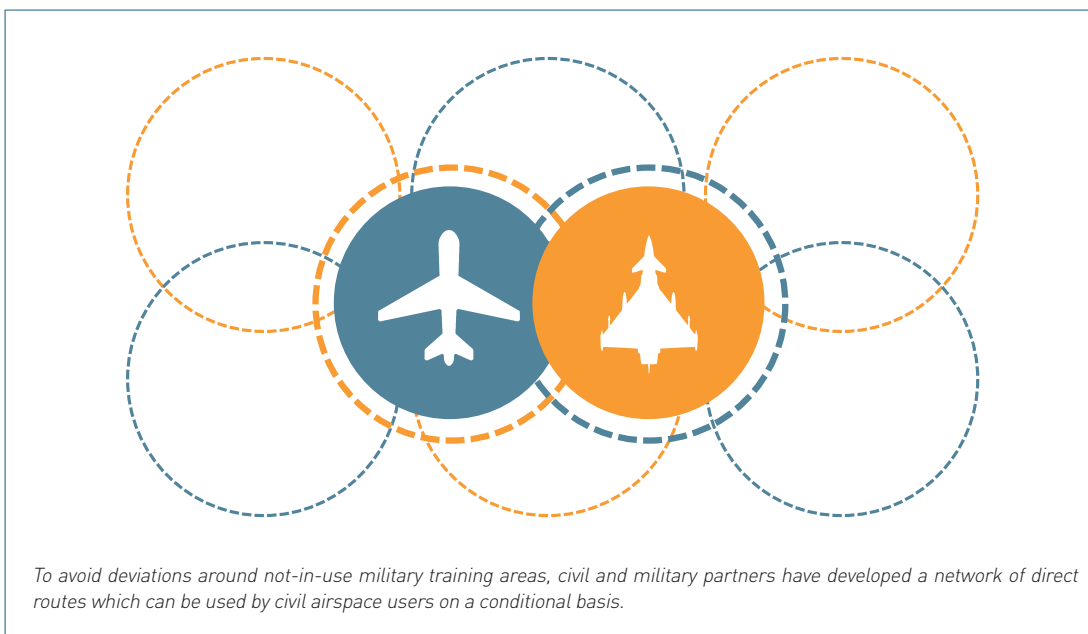 To avoid deviations around not-in-use military training areas, civil and military partners have developed a network of direct
routes which can be used by civil airspace users on a conditional basis.